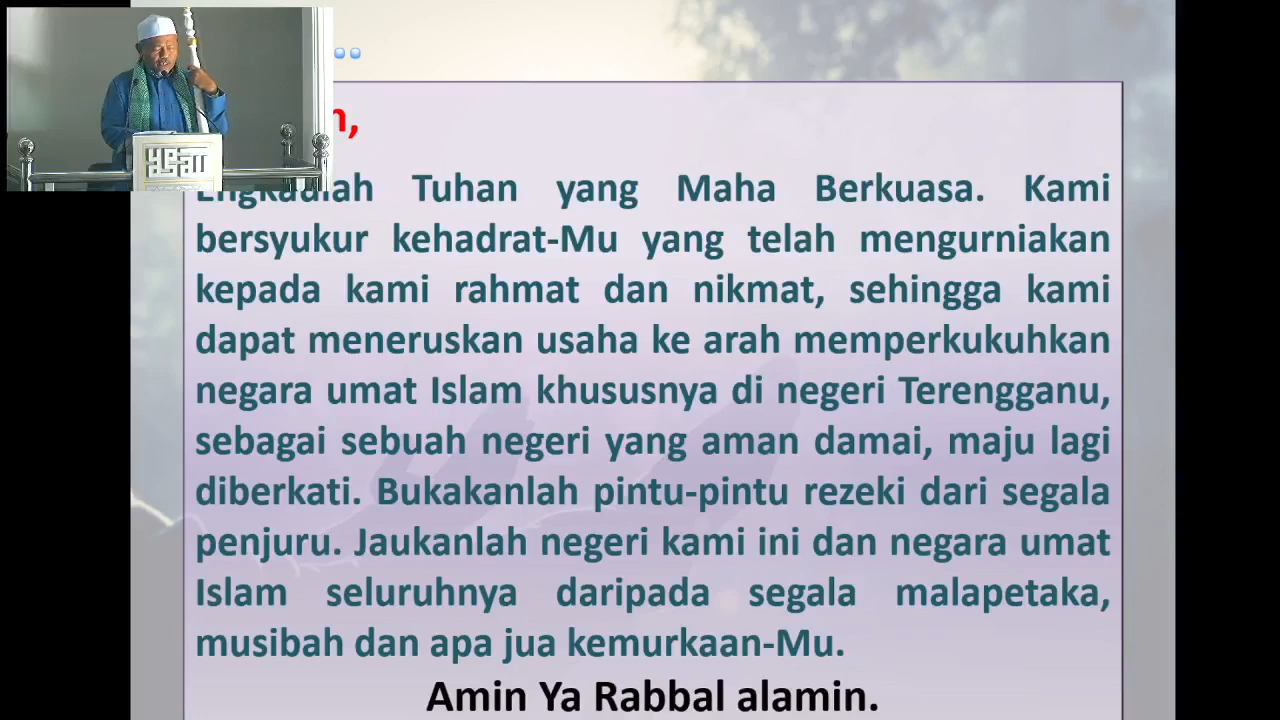 Tuhan yang Maha Berkuasa. Kami
bersyukur kehadrat-Mu yang telah mengurniakan
kepada kami rahmat dan nikmat, sehingga kami
dapat meneruskan usaha ke arah memperkukuhkan
negara umat Islam khususnya di negeri Terengganu,
sebagai sebuah negeri yang aman damai, maju lagi
diberkati. Bukakanlah pintu-pintu rezeki dari segala
penjuru. Jaukanlah negeri kami ini dan negara umat
Islam seluruhnya daripada segala malapetaka,
musibah dan apa jua kemurkaan-Mu.
Amin Ya Rabbal alamin.